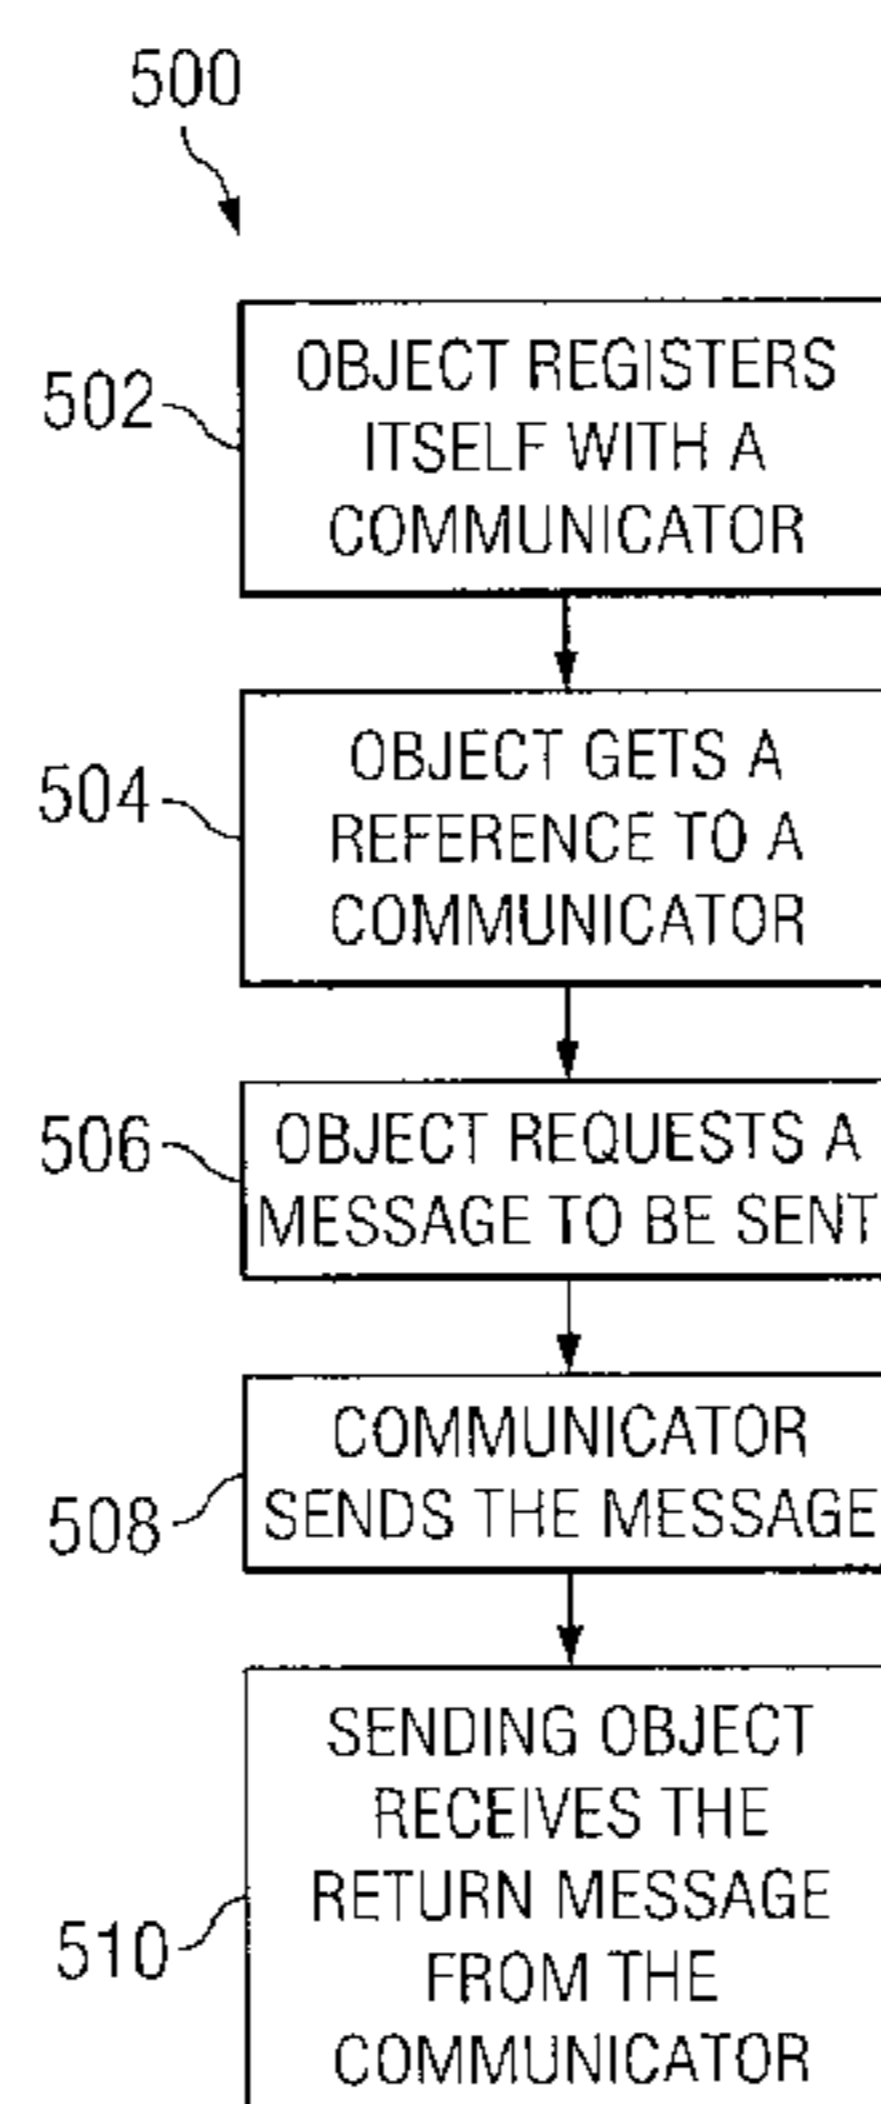 500
502
OBJECT REGISTERS
ITSELF WITH A
COMMUNICATOR
504
OBJECT GETS A
REFERENCE TO A
COMMUNICATOR
506
OBJECT REQUESTS A
MESSAGE TO BE SENT
508
COMMUNICATOR
SENDS THE MESSAGE
510
SENDING OBJECT
RECEIVES THE
RETURN MESSAGE
FROM THE
COMMUNICATOR